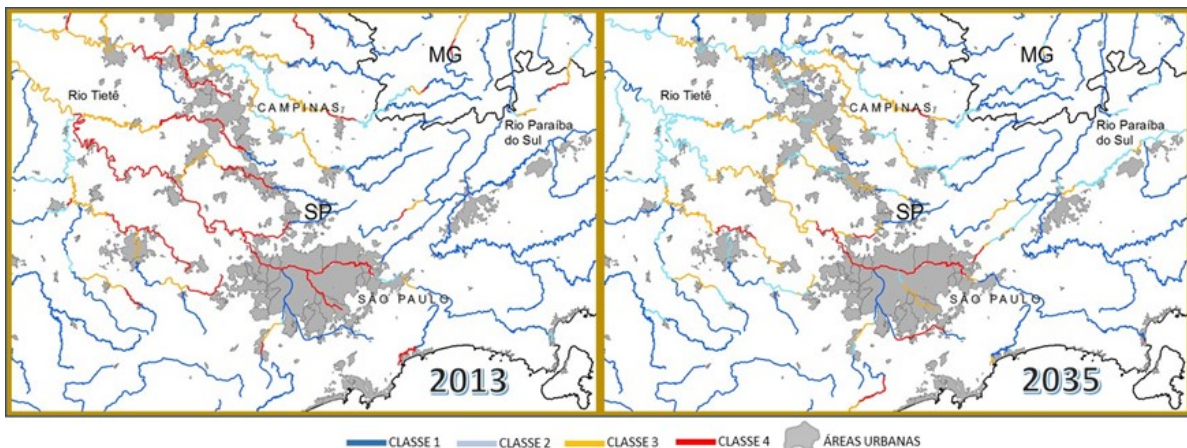 MG
Rio Tietê
CAMPINAS
Rio Paraíba
do Sul
SP
SÃO PAULO
2013
MG
Rio Tietê
CAMPINAS
Rio Paraíba
do Sul
SP
SÃO PAULO
2035
CLASSE 1 CLASSE 2 CLASSE 3 CLASSE 4 ÁREAS URBANAS